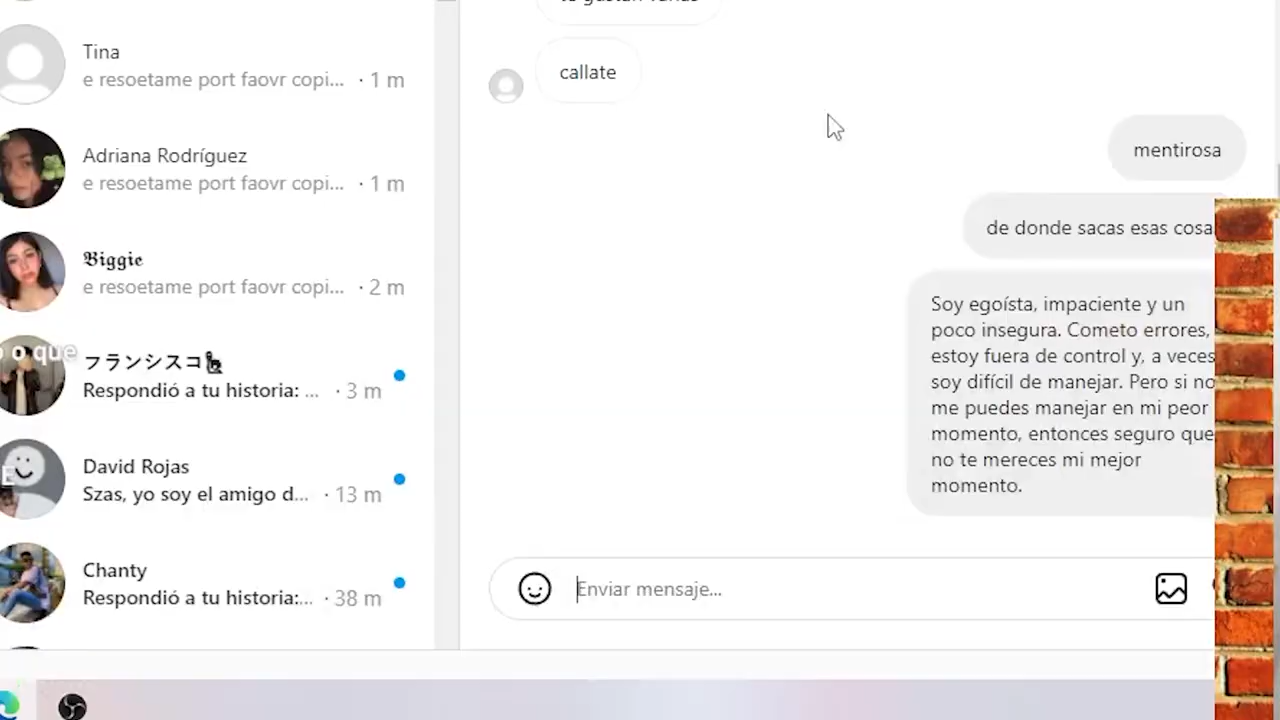 te gustan varias
Tina
e resoetame port faovr copi... · 1 m
Adriana Rodríguez
e resoetame port faovr copi... · 1 m
𝕭𝖎𝖌𝖌𝖎𝖊
e resoetame port faovr copi... · 2 m
o que
フランシスコ
Respondió a tu historia: ... · 3 m
E
David Rojas
Szas, yo soy el amigo d... · 13 m
Chanty
Respondió a tu historia:... · 38 m
callate
mentirosa
de donde sacas esas cosa
Soy egoísta, impaciente y un
poco insegura. Cometo errores,
estoy fuera de control y, a veces
soy difícil de manejar. Pero si no
me puedes manejar en mi peor
momento, entonces seguro que
no te mereces mi mejor
momento.
Enviar mensaje...